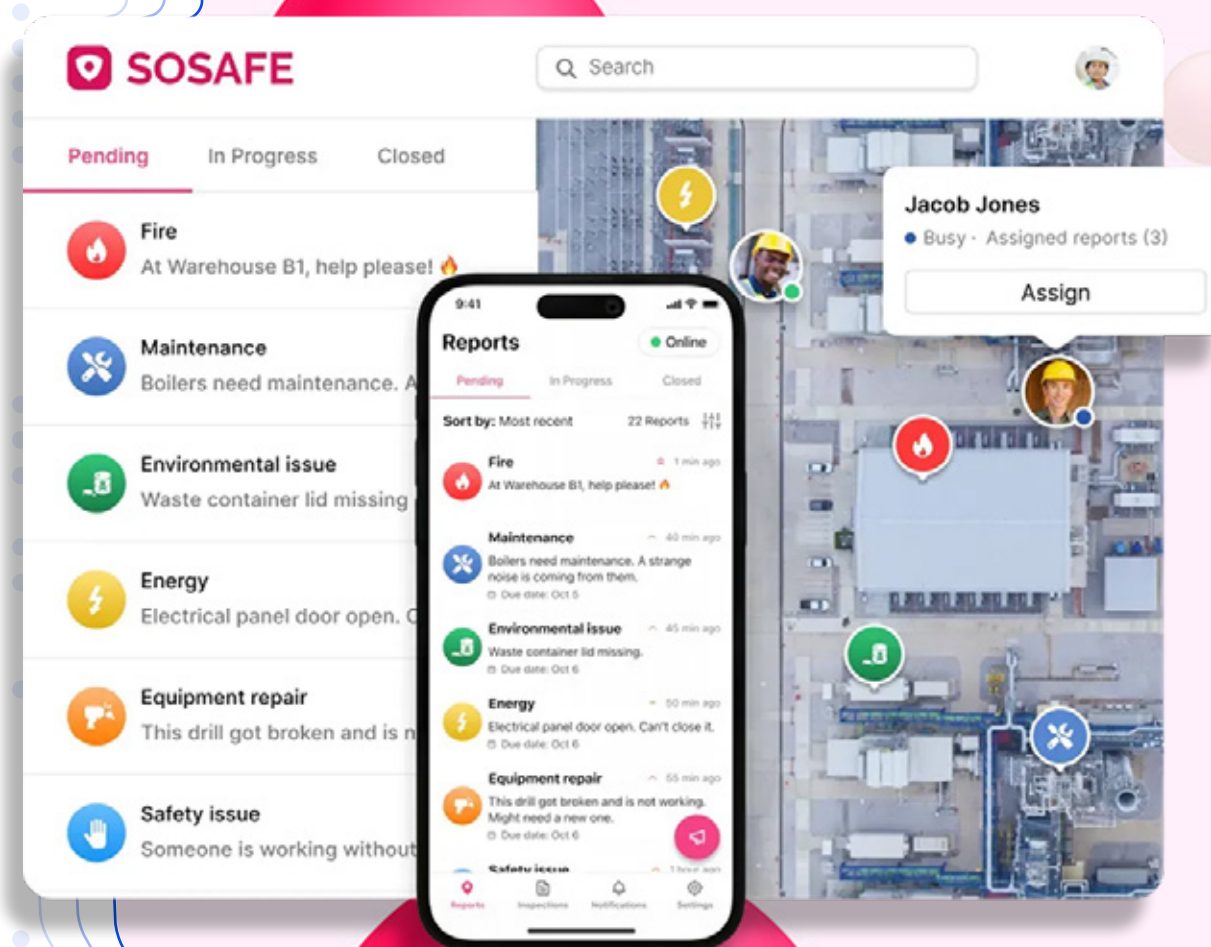 SOSAFE
Search
Pending In Progress Closed
Fire
At Warehouse B1, help please! 🔥
Maintenance
Boilers need maintenance. A
Environmental issue
Waste container lid missing
Energy
Electrical panel door open.
Equipment repair
This drill got broken and is
Safety issue
Someone is working without
Jacob Jones
Busy · Assigned reports (3)
Assign
9:41
Reports Online
Pending In Progress Closed
Sort by: Most recent 22 Reports
Fire 1 min ago
At Warehouse B1, help please! 🔥
Maintenance 40 min ago
Boilers need maintenance. A strange
noise is coming from them.
Due date: Oct 5
Environmental issue 45 min ago
Waste container lid missing.
Due date: Oct 6
Energy 50 min ago
Electrical panel door open. Can't close it.
Due date: Oct 6
Equipment repair 55 min ago
This drill got broken and is not working.
Might need a new one.
Due date: Oct 6
Safety issue 1 hour ago
Reports Inspections Notifications Settings